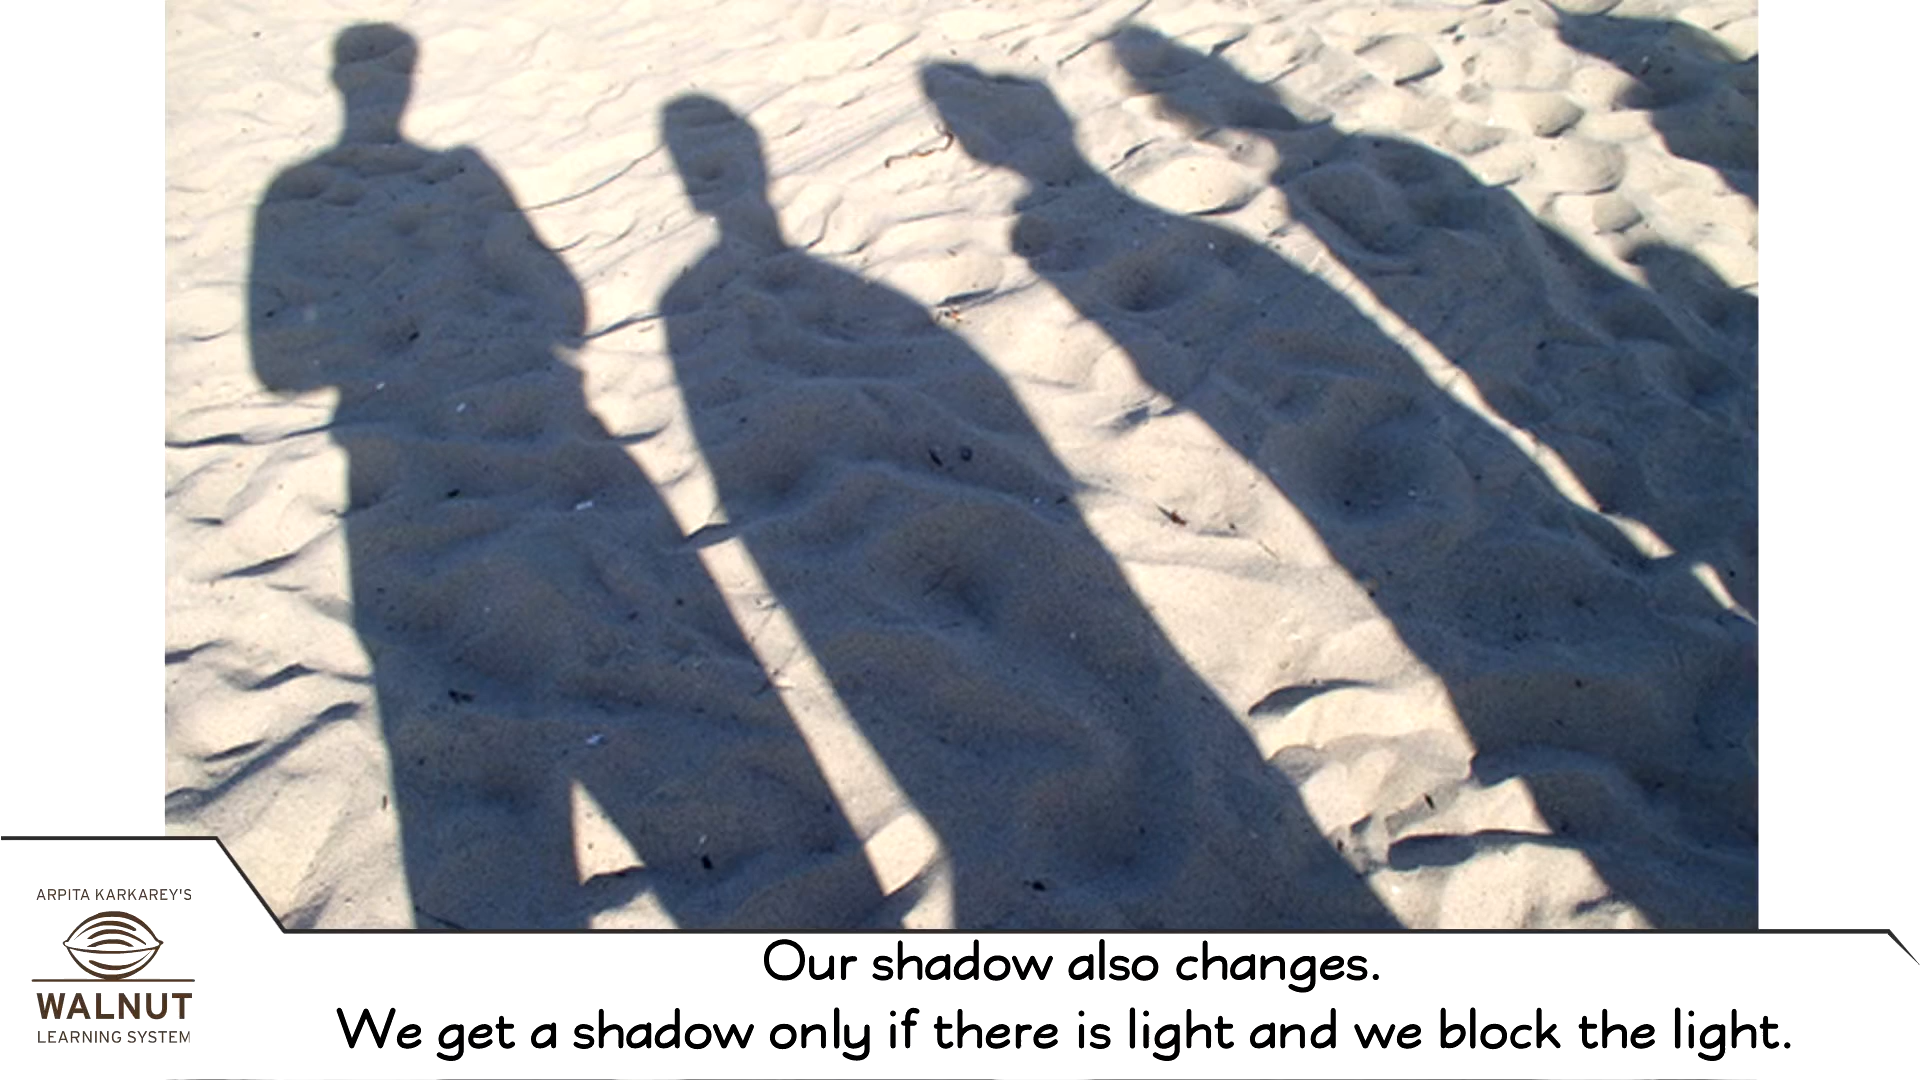 ARPITA KARKAREY'S
WALNUT
LEARNING SYSTEM
Our shadow also changes.
We get a shadow only if there is light and we block the light.